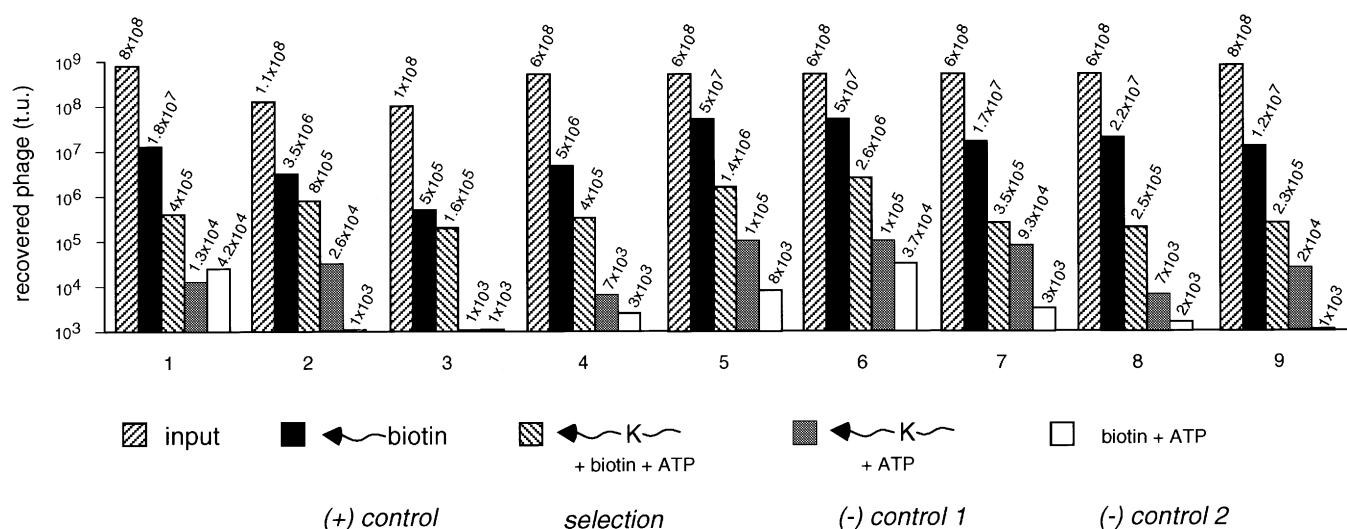 recovered phage (t.u.)
10⁹
10⁸
10⁷
10⁶
10⁵
10⁴
10³
8x10⁸
1.8x10⁷
4x10⁵
1.3x10⁴
4.2x10⁴
1.1x10⁸
3.5x10⁶
8x10⁵
2.6x10⁴
1x10³
1x10⁸
5x10⁵
1.6x10⁵
1x10³
1x10³
6x10⁸
5x10⁶
4x10⁵
7x10³
3x10³
6x10⁸
5x10⁷
1.4x10⁶
1x10⁵
8x10³
6x10⁸
5x10⁷
2.6x10⁶
1x10⁵
3.7x10⁴
6x10⁸
1.7x10⁷
3.5x10⁵
9.3x10⁴
3x10³
6x10⁸
2.2x10⁷
2.5x10⁵
7x10³
2x10³
8x10⁸
1.2x10⁷
2.3x10⁵
2x10⁴
1x10³
1 2 3 4 5 6 7 8 9
input
biotin
K
+ biotin + ATP
K
+ ATP
biotin + ATP
(+) control selection (-) control 1 (-) control 2